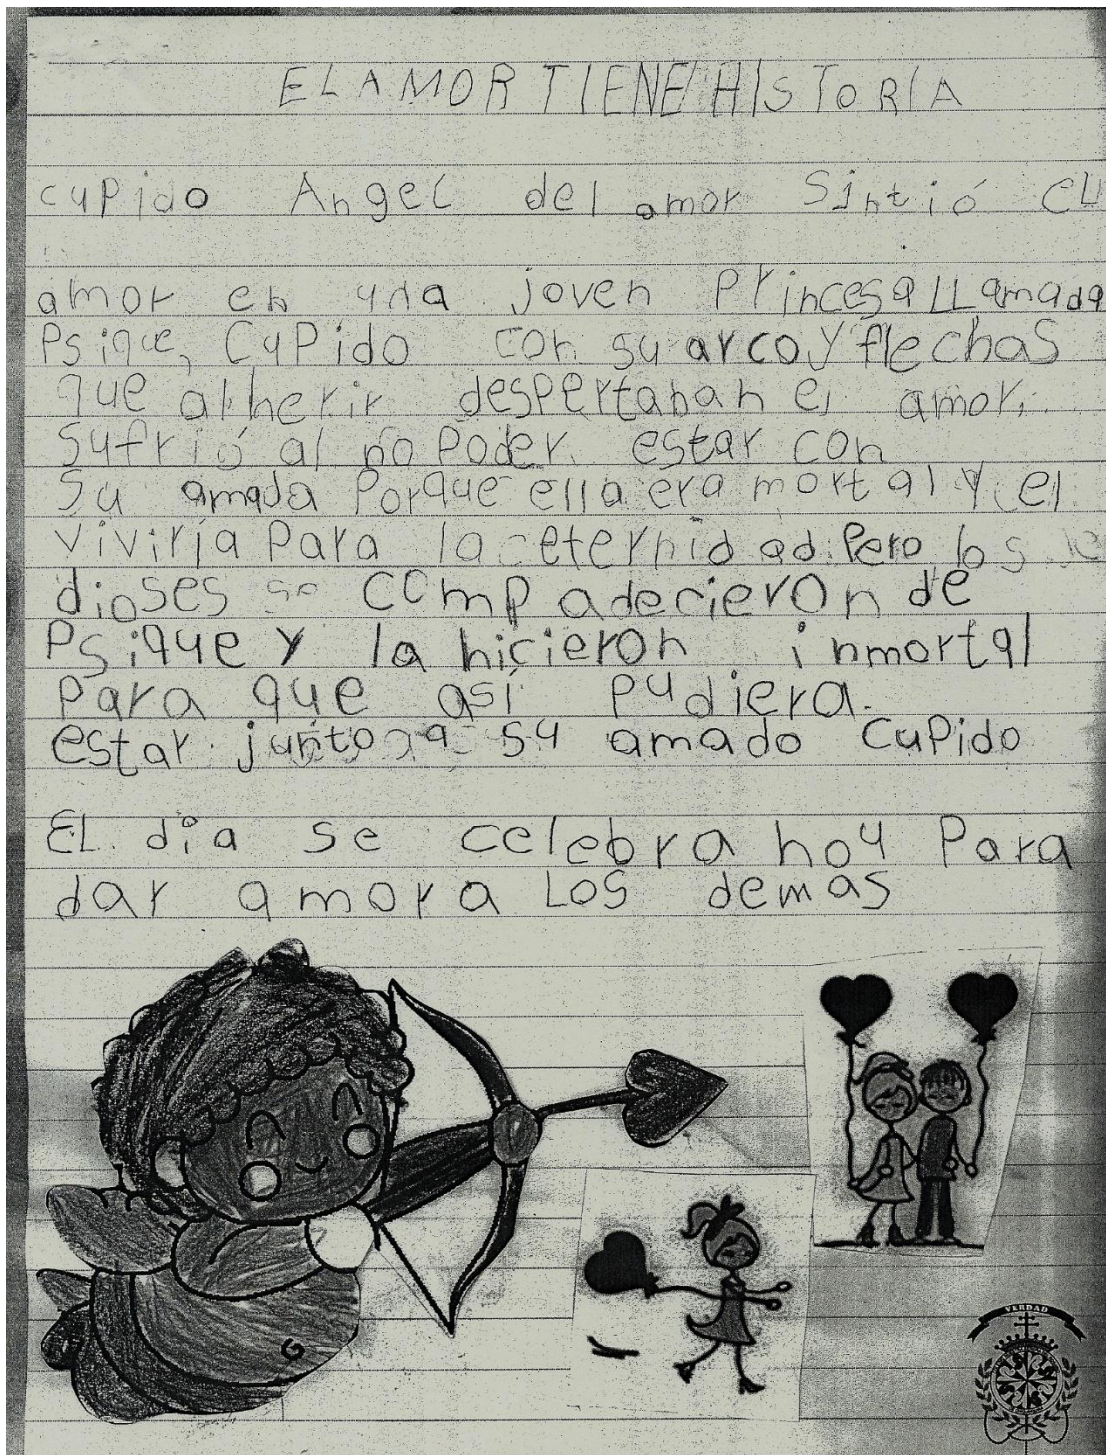 EL AMOR TIENE HISTORIA
cupido Angel del amor Sintió el
amor en una joven Princesa LLamada
Psique, Cupido con su arco y flechas
que al herir despertaban el amor,
Sufrió al no Poder estar con
Su amada Porque ella era mortal y el
viviría Para la eternidad. Pero los
dioses se compadecieron de
Psique y la hicieron inmortal
para que así pudiera.
estar junto a su amado Cupido
EL día se celebra hoy Para
dar amor a Los demas
G
VERDAD